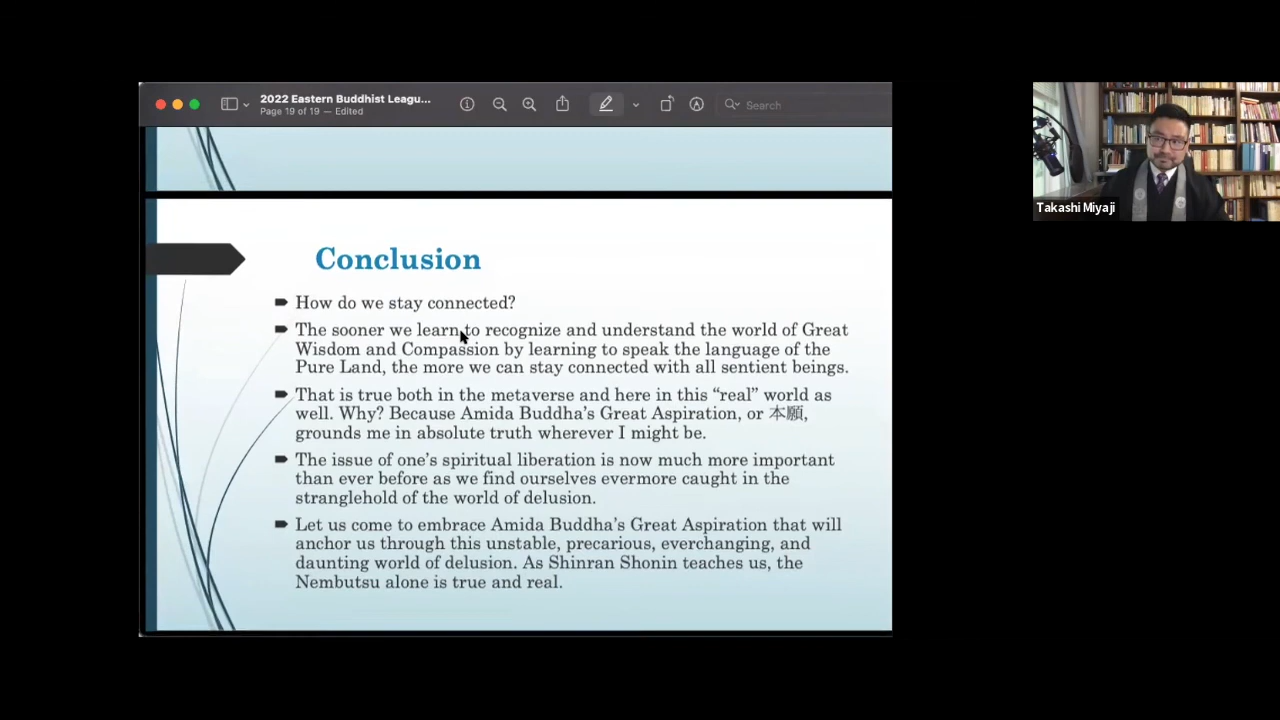 2022 Eastern Buddhist Leagu...
Page 19 of 19 — Edited
Search
Takashi Miyaji
Conclusion
How do we stay connected?
The sooner we learn to recognize and understand the world of Great
Wisdom and Compassion by learning to speak the language of the
Pure Land, the more we can stay connected with all sentient beings.
That is true both in the metaverse and here in this “real” world as
well. Why? Because Amida Buddha’s Great Aspiration, or 本願,
grounds me in absolute truth wherever I might be.
The issue of one’s spiritual liberation is now much more important
than ever before as we find ourselves evermore caught in the
stranglehold of the world of delusion.
Let us come to embrace Amida Buddha’s Great Aspiration that will
anchor us through this unstable, precarious, everchanging, and
daunting world of delusion. As Shinran Shonin teaches us, the
Nembutsu alone is true and real.